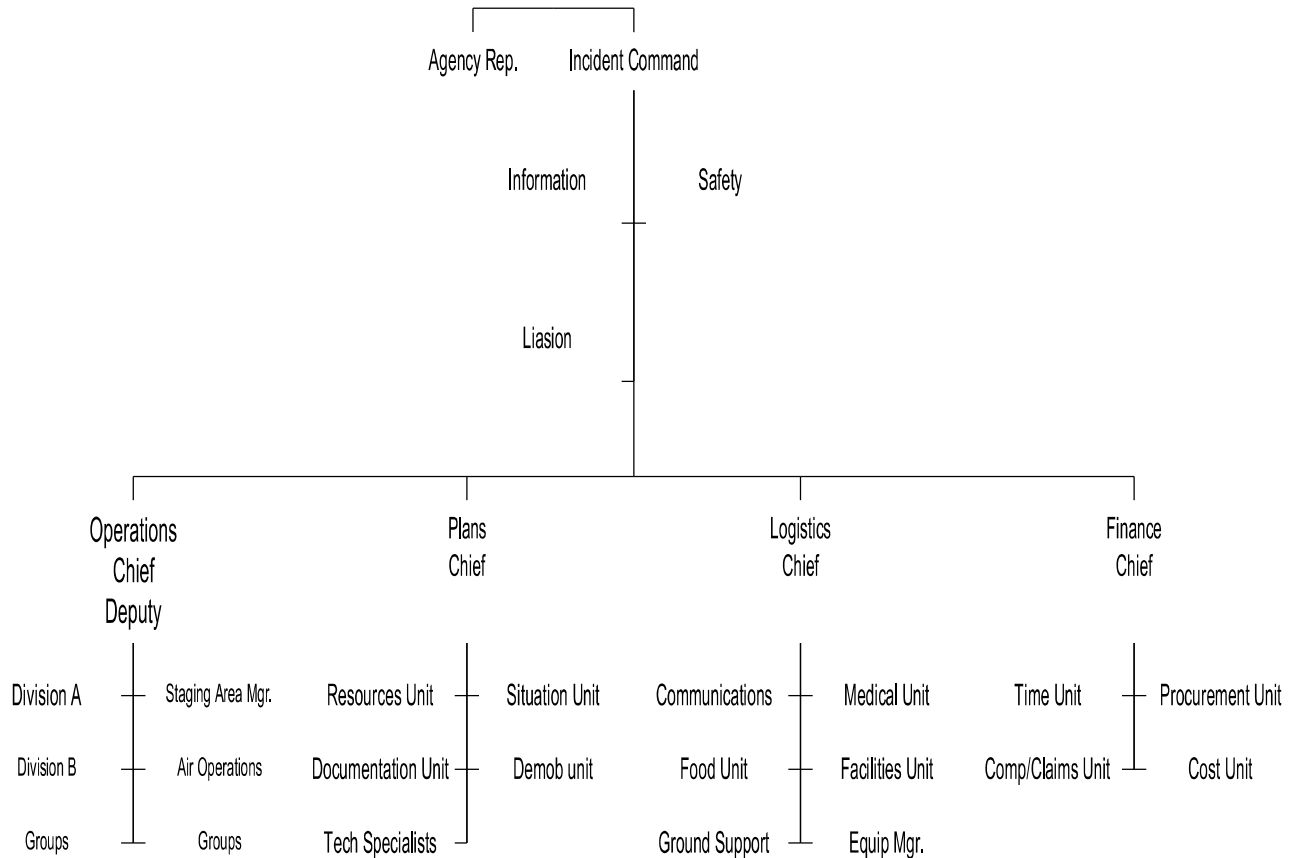 Agency Rep. Incident Command
Information Safety
Liasion
Operations Chief Deputy
Plans Chief
Logistics Chief
Finance Chief
Division A Staging Area Mgr. Resources Unit Situation Unit Communications Medical Unit Time Unit Procurement Unit
Division B Air Operations Documentation Unit Demob unit Food Unit Facilities Unit Comp/Claims Unit Cost Unit
Groups Groups Tech Specialists Ground Support Equip Mgr.